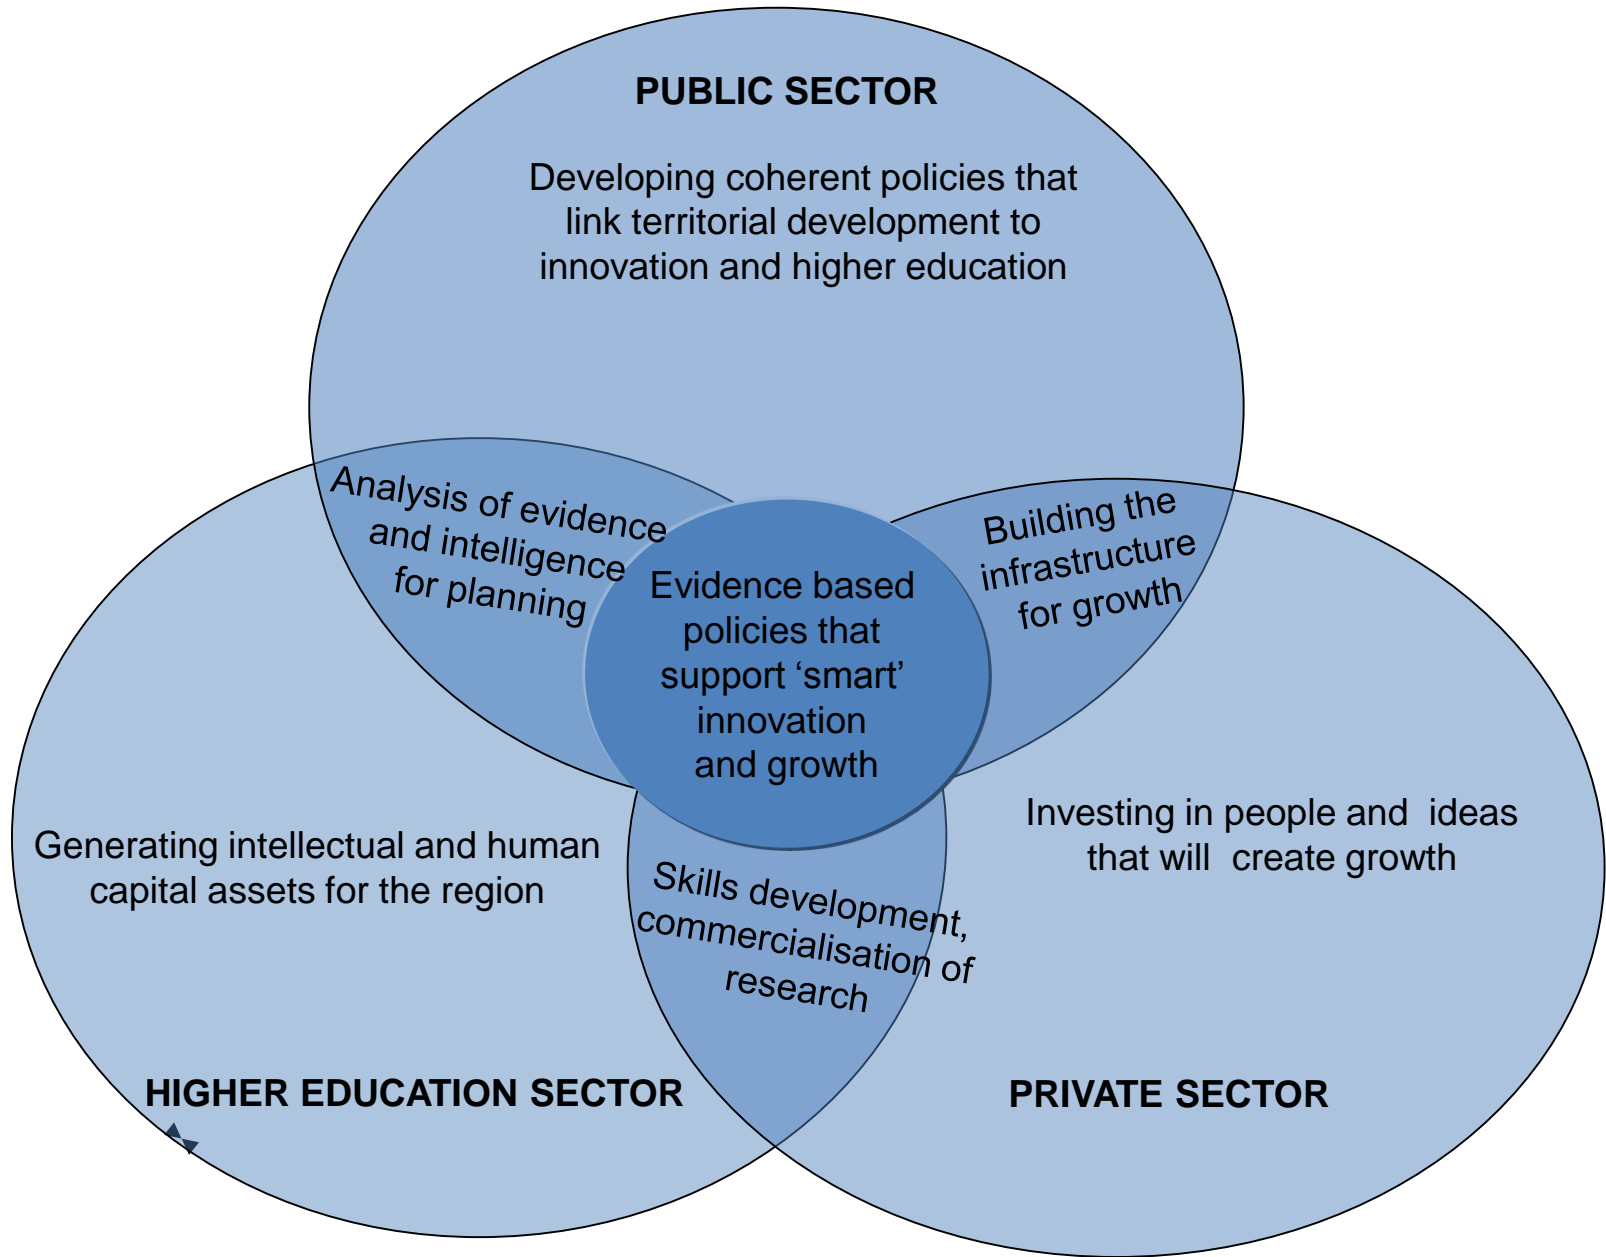 PUBLIC SECTOR
Developing coherent policies that
link territorial development to
innovation and higher education
Analysis of evidence
and intelligence
for planning
Building the
infrastructure
for growth
Evidence based
policies that
support ‘smart’
innovation
and growth
Generating intellectual and human
capital assets for the region
Investing in people and  ideas
that will  create growth
Skills development,
commercialisation of
research
HIGHER EDUCATION SECTOR
PRIVATE SECTOR